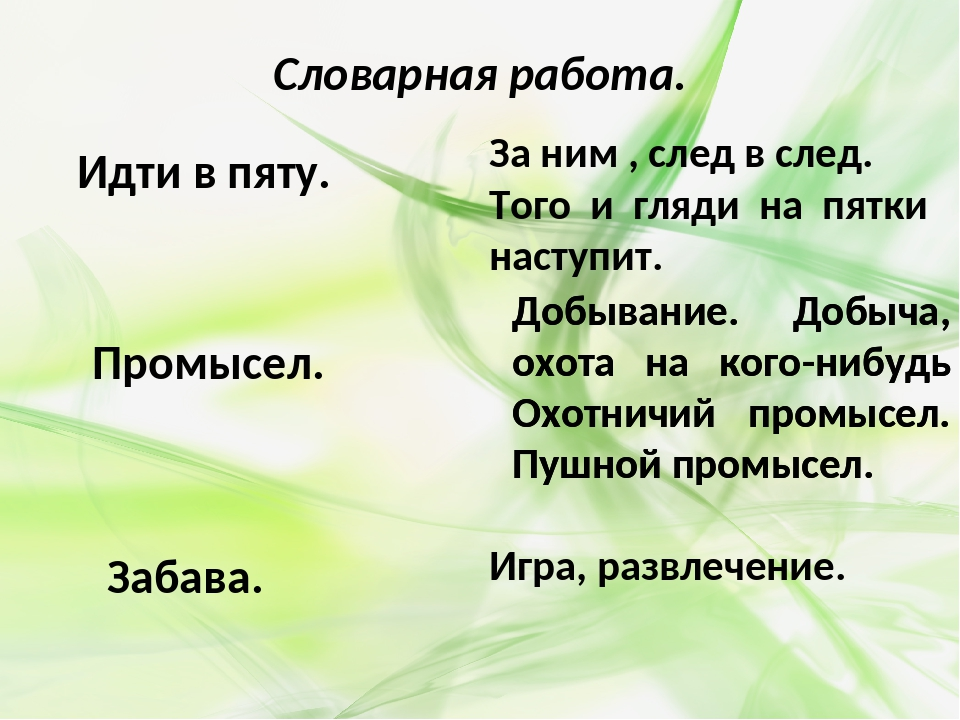 Словарная работа.
Идти в пяту.
За ним , след в след.
Того и гляди на пятки
наступит.
Промысел.
Добывание. Добыча,
охота на кого-нибудь
Охотничий промысел.
Пушной промысел.
Забава.
Игра, развлечение.